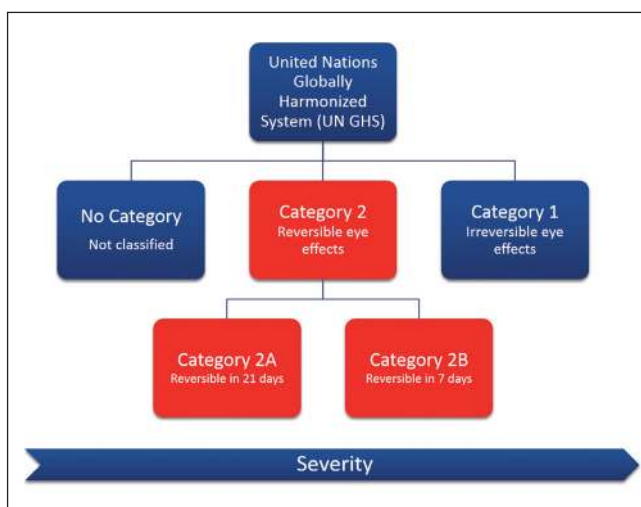 United Nations
Globally
Harmonized
System (UN GHS)
No Category
Not classified
Category 2
Reversible eye
effects
Category 1
Irreversible eye
effects
Category 2A
Reversible in 21 days
Category 2B
Reversible in 7 days
Severity